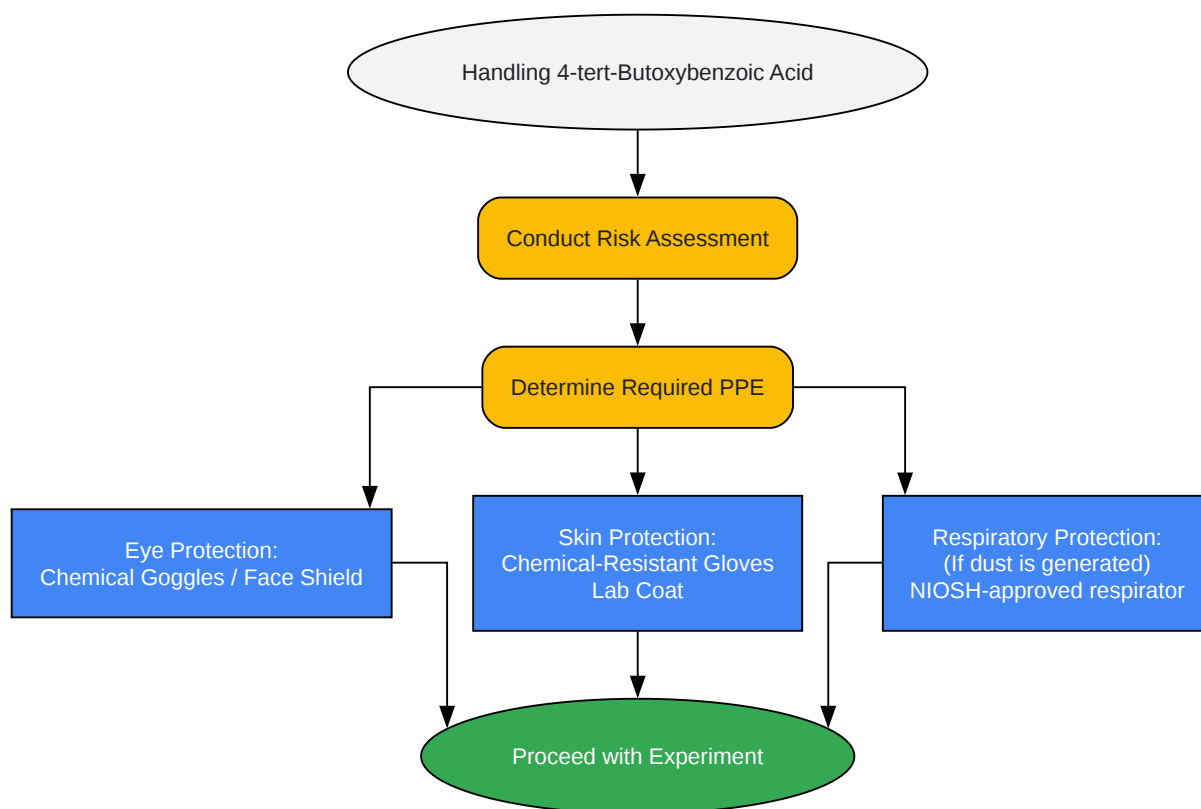 Handling 4-tert-Butoxybenzoic Acid
Conduct Risk Assessment
Determine Required PPE
Eye Protection:
Chemical Goggles / Face Shield
Skin Protection:
Chemical-Resistant Gloves
Lab Coat
Respiratory Protection:
(If dust is generated)
NIOSH-approved respirator
Proceed with Experiment